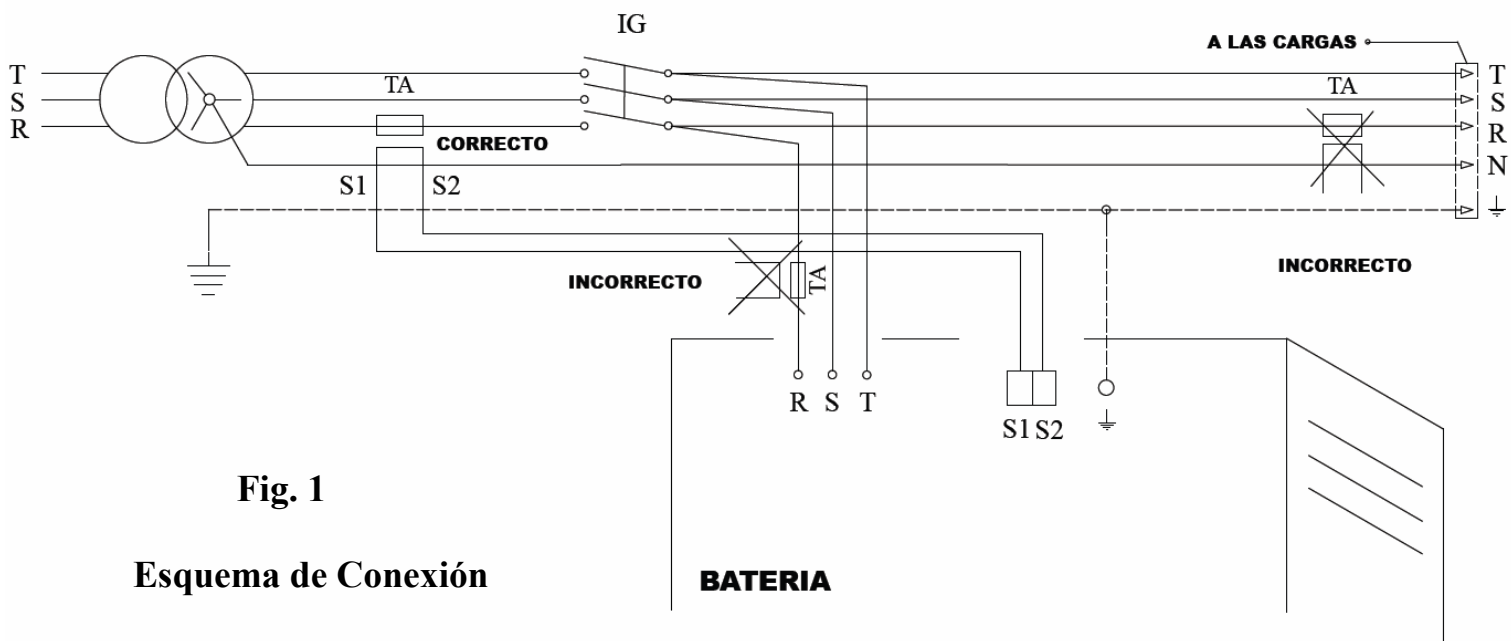 IG
A LAS CARGAS
T
S
R
TA
CORRECTO
S1 S2
TA
T
S
R
N
INCORRECTO
TA
INCORRECTO
R S T
S1 S2
Fig. 1
Esquema de Conexión
BATERIA